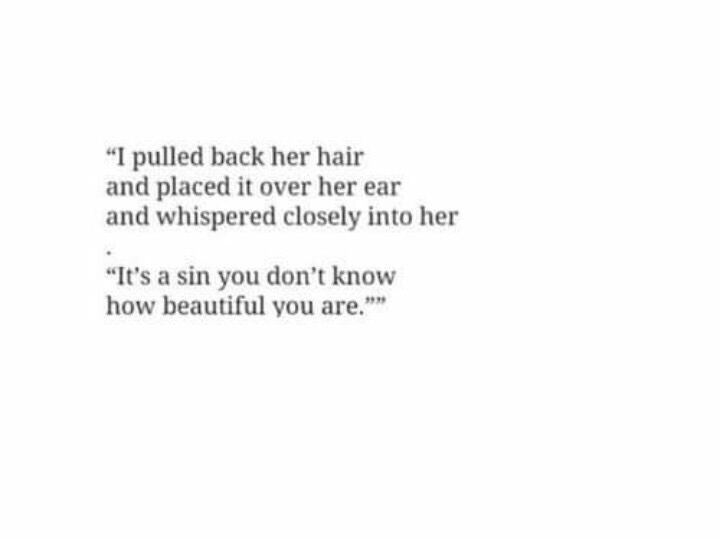 “I pulled back her hair
and placed it over her ear
and whispered closely into her
.
“It’s a sin you don’t know
how beautiful you are.””